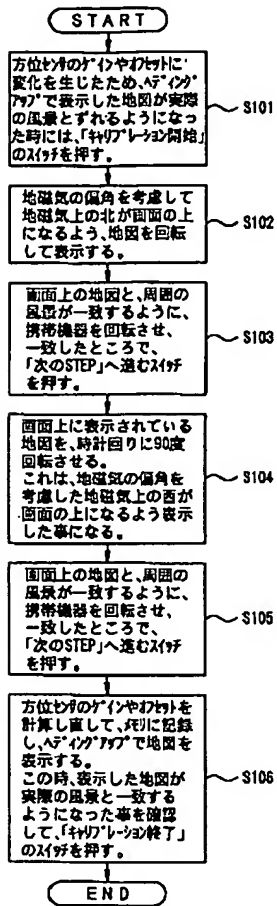 START
方位センサのゲインやオフセットに
変化を生じたため、ヘディング
アップで表示した地図が実際
の風景とずれるようになっ
た時には、「キャリブレーション開始」
のスイッチを押す。
S101
地磁気の偏角を考慮して
地磁気上の北が画面の上
になるよう、地図を回転
して表示する。
S102
画面上の地図と、周囲の
風景が一致するように、
携帯機器を回転させ、
一致したところで、
「次のSTEP」へ進むスイッチ
を押す。
S103
画面上に表示されている
地図を、時計回りに90度
回転させる。
これは、地磁気の偏角を
考慮した地磁気上の西が
画面の上になるよう表示
した事になる。
S104
画面上の地図と、周囲の
風景が一致するように、
携帯機器を回転させ、
一致したところで、
「次のSTEP」へ進むスイッチ
を押す。
S105
方位センサのゲインやオフセットを
計算し直して、メモリに記録
し、ヘディングアップで地図を
表示する。
この時、表示した地図が
実際の風景と一致する
ようになった事を確認
して、「キャリブレーション終了」
のスイッチを押す。
S106
END